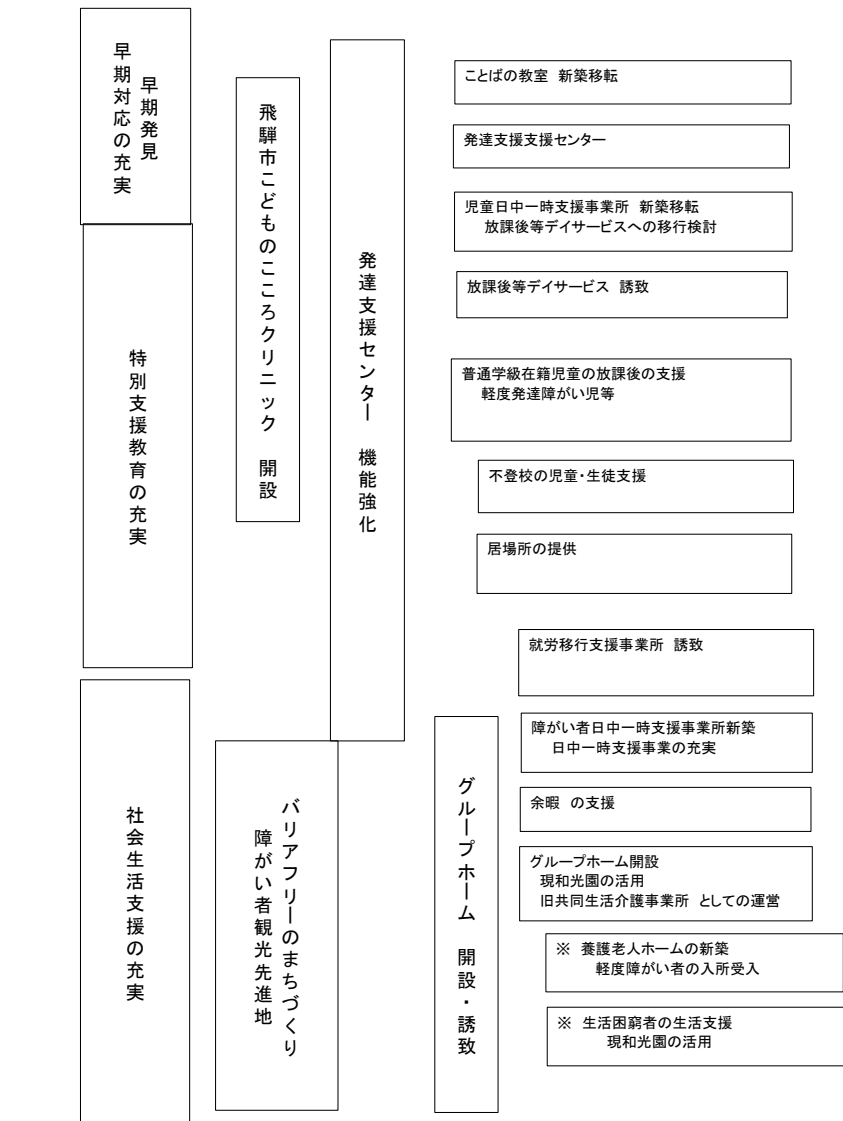 早期発見
早期対応の充実
特別支援教育の充実
社会生活支援の充実
飛騨市こどものこころクリニック 開設
バリアフリーのまちづくり
障がい者観光先進地
発達支援センター 機能強化
グループホーム 開設・誘致
ことばの教室 新築移転
発達支援支援センター
児童日中一時支援事業所 新築移転
放課後等デイサービスへの移行検討
放課後等デイサービス 誘致
普通学級在籍児童の放課後の支援
軽度発達障がい児等
不登校の児童・生徒支援
居場所の提供
就労移行支援事業所 誘致
障がい者日中一時支援事業所新築
日中一時支援事業の充実
余暇 の支援
グループホーム開設
現和光園の活用
旧共同生活介護事業所 としての運営
※ 養護老人ホームの新築
軽度障がい者の入所受入
※ 生活困窮者の生活支援
現和光園の活用